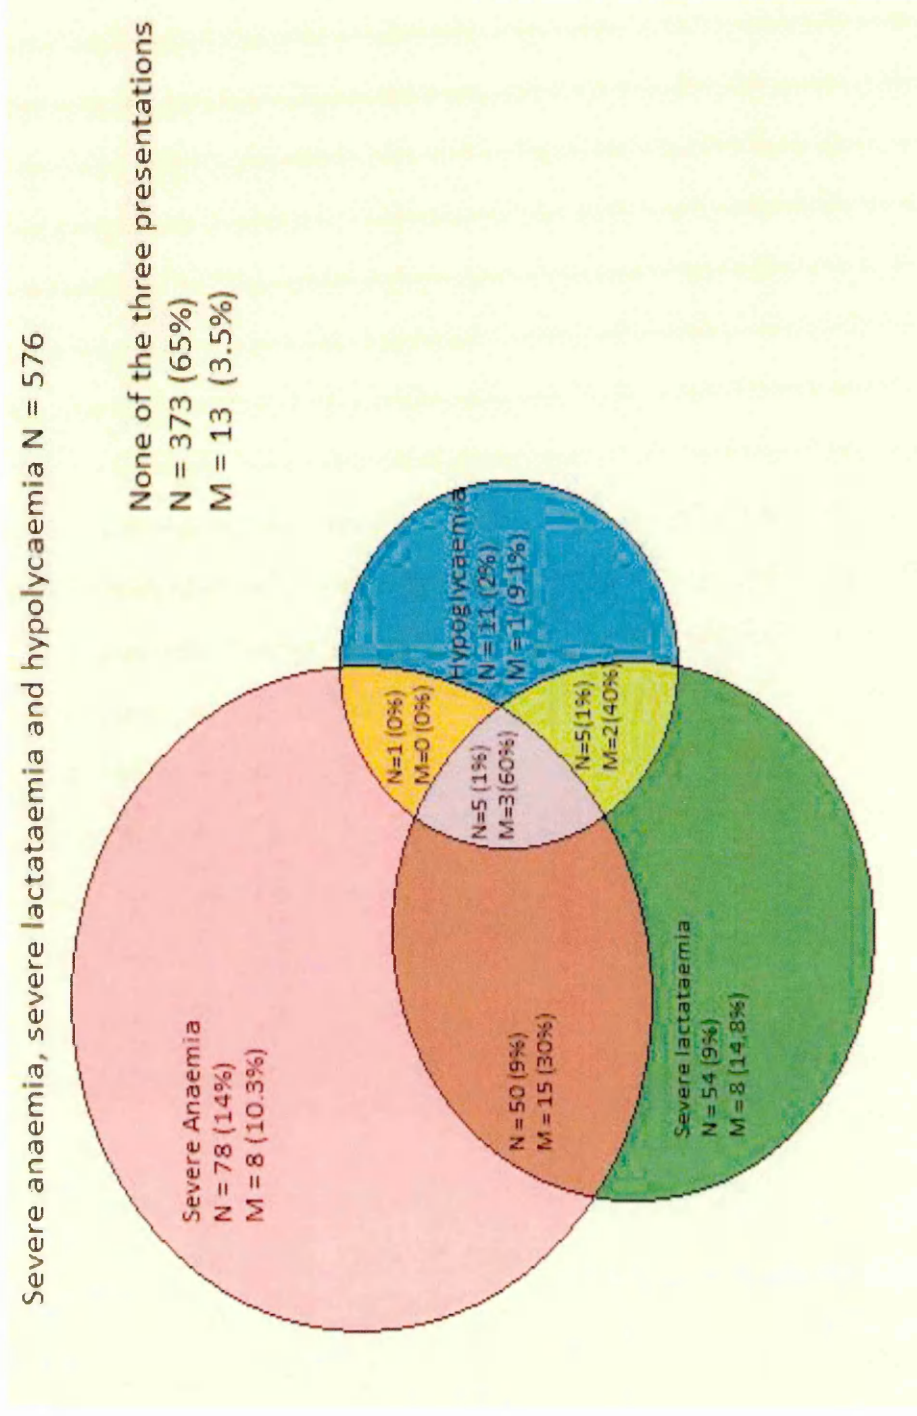 Severe anaemia, severe lactataemia and hypolycaemia N = 576
None of the three presentations
N = 373 (65%)
M = 13 (3.5%)
Severe Anaemia
N = 78 (14%)
M = 8 (10.3%)
N=1 (0%)
M=0 (0%)
Hypoglycaemia
N = 11 (2%)
M = 1 (9.1%)
N=5 (1%)
M=3(60%)
N=5(1%)
M=2(40%)
N = 50 (9%)
M = 15 (30%)
Severe lactataemia
N = 54 (9%)
M = 8 (14.8%)